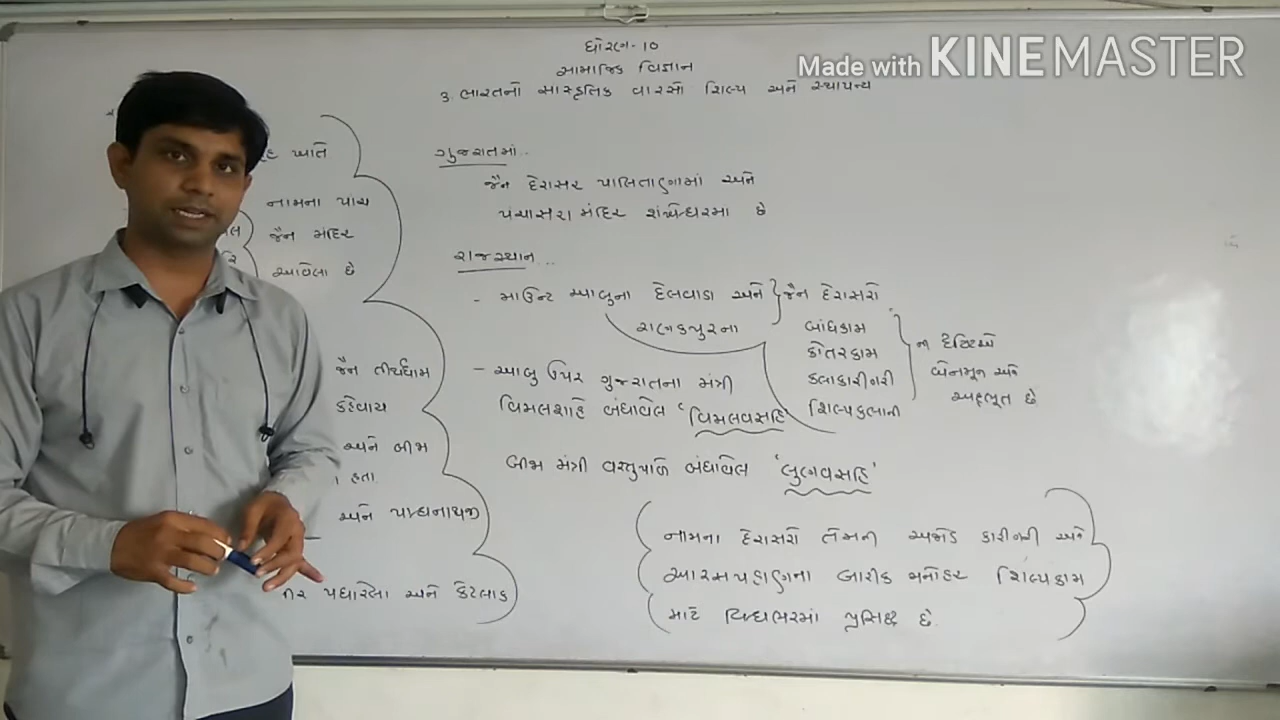 ધોરણ-10
Made with KINEMASTER
સામાજિક વિજ્ઞાન
3. ભારતનો સાંસ્કૃતિક વારસો શિલ્પ અને સ્થાપત્ય
ખાતે
નામના પાંચ
જૈન મંદિર
આવેલા છે
જૈન તીર્થધામ
કહેવાય
અને બીજા
હતા.
અને પાર્શ્વનાથજી
પધારેલા અને કેટલાક
ગુજરાતમાં..
જૈન દેરાસર પાલિતાણામાં અને
પંચાસરા મંદિર શંખેશ્વરમા છે
રાજસ્થાન...
- માઉન્ટ આબુના દેલવાડા અને જૈન દેરાસરો
રાણકપુરના
બાંધકામ
કોતરકામ
કલાકારીગરી
શિલ્પકલાની
ની દૃષ્ટિએ
બેનમૂન અને
અદ્ભૂત છે
- આબુ ઉપર ગુજરાતના મંત્રી
વિમલશાહે બંધાવેલ 'વિમલવસહિ'
બીજા મંત્રી વસ્તુપાળે બંધાવેલ 'લુણવસહિ'
નામના દેરાસરો તેમની અજોડ કારીગરી અને
આરસપહાણના બારીક મનોહર શિલ્પકામ
માટે વિશ્વભરમાં પ્રસિદ્ધ છે.